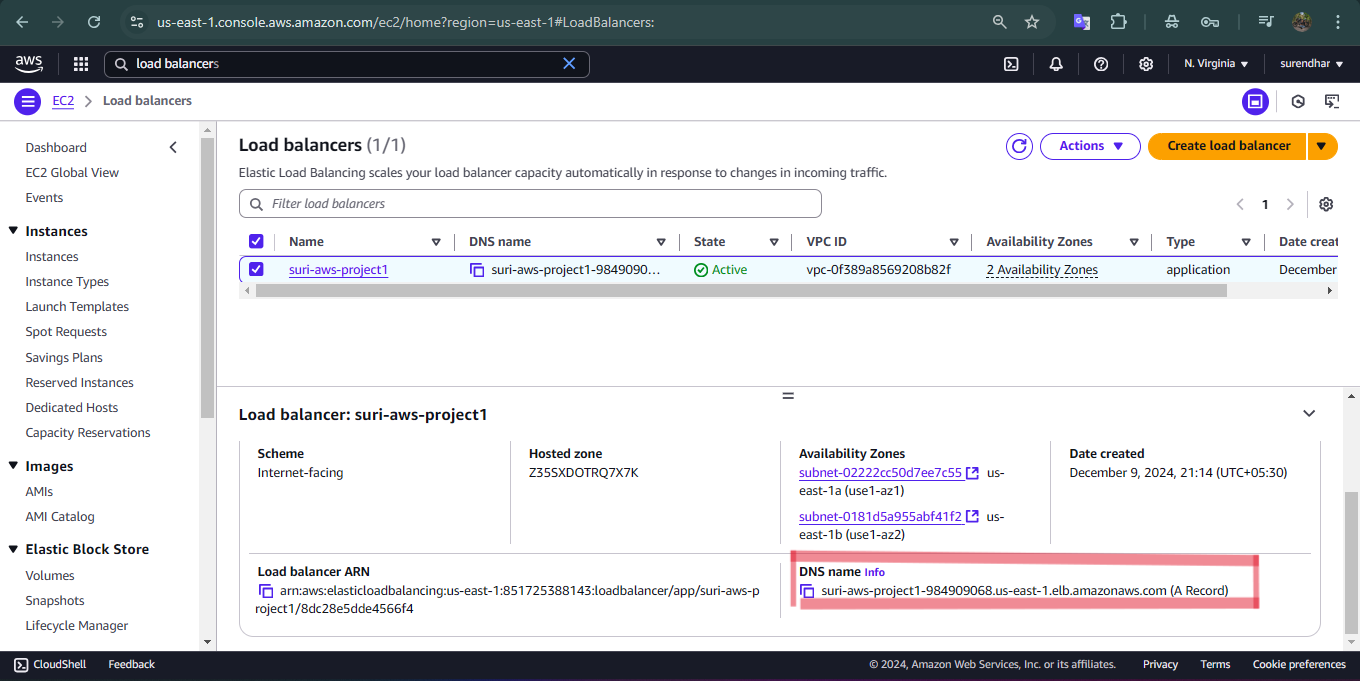 us-east-1.console.aws.amazon.com/ec2/home?region=us-east-1#LoadBalancers:
aws
load balancers
N. Virginia
surendhar
EC2
Load balancers
Dashboard
EC2 Global View
Events
Instances
Instances
Instance Types
Launch Templates
Spot Requests
Savings Plans
Reserved Instances
Dedicated Hosts
Capacity Reservations
Images
AMIs
AMI Catalog
Elastic Block Store
Volumes
Snapshots
Lifecycle Manager
Load balancers (1/1)
Actions
Create load balancer
Elastic Load Balancing scales your load balancer capacity automatically in response to changes in incoming traffic.
Filter load balancers
1
Name DNS name State VPC ID Availability Zones Type Date creat
suri-aws-project1 suri-aws-project1-9849090... Active vpc-0f389a8569208b82f 2 Availability Zones application December
Load balancer: suri-aws-project1
Scheme
Internet-facing
Hosted zone
Z35SXDOTRQ7X7K
Availability Zones
subnet-02222cc50d7ee7c55 us-
east-1a (use1-az1)
subnet-0181d5a955abf41f2 us-
east-1b (use1-az2)
Date created
December 9, 2024, 21:14 (UTC+05:30)
Load balancer ARN
arn:aws:elasticloadbalancing:us-east-1:851725388143:loadbalancer/app/suri-aws-p
roject1/8dc28e5dde4566f4
DNS name Info
suri-aws-project1-984909068.us-east-1.elb.amazonaws.com (A Record)
CloudShell
Feedback
© 2024, Amazon Web Services, Inc. or its affiliates.
Privacy
Terms
Cookie preferences